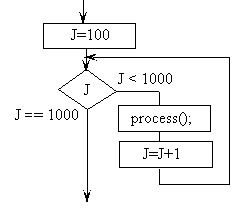 J=100
J
J < 1000
J == 1000
process();
J=J+1